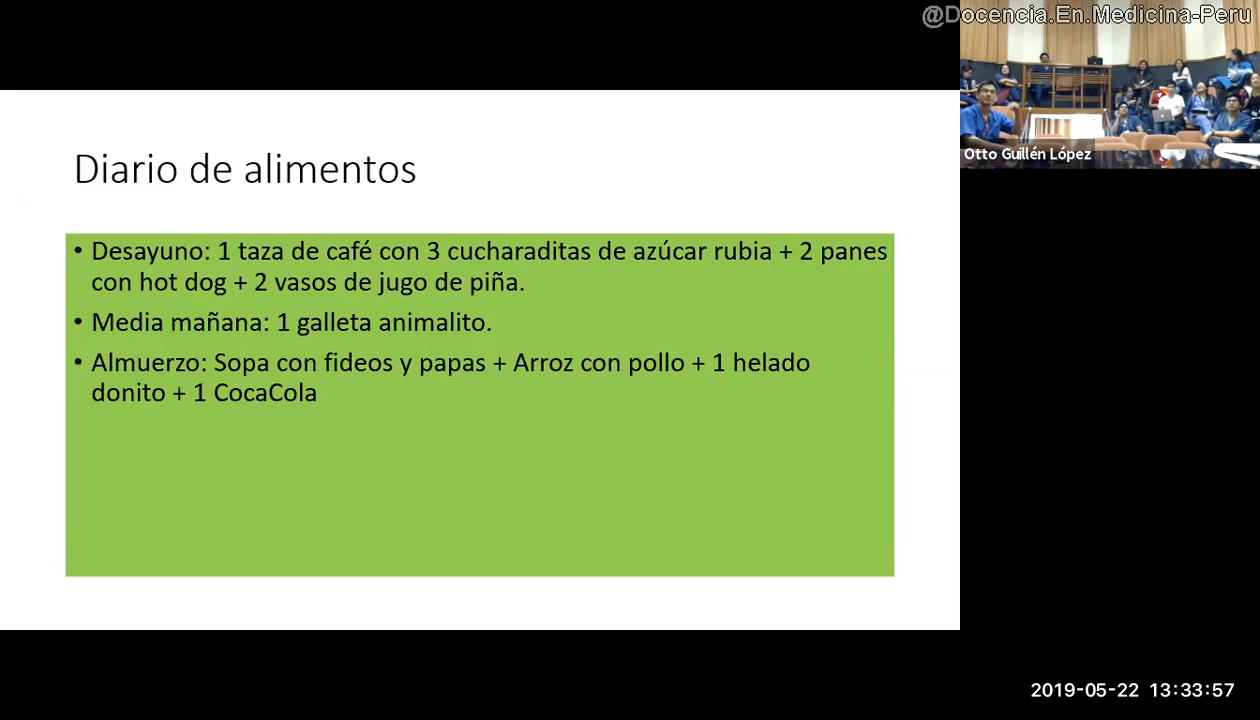 @Docencia.En.Medicina-Peru
Otto Guillén López
Diario de alimentos
• Desayuno: 1 taza de café con 3 cucharaditas de azúcar rubia + 2 panes
con hot dog + 2 vasos de jugo de piña.
• Media mañana: 1 galleta animalito.
• Almuerzo: Sopa con fideos y papas + Arroz con pollo + 1 helado
donito + 1 CocaCola
2019-05-22 13:33:57